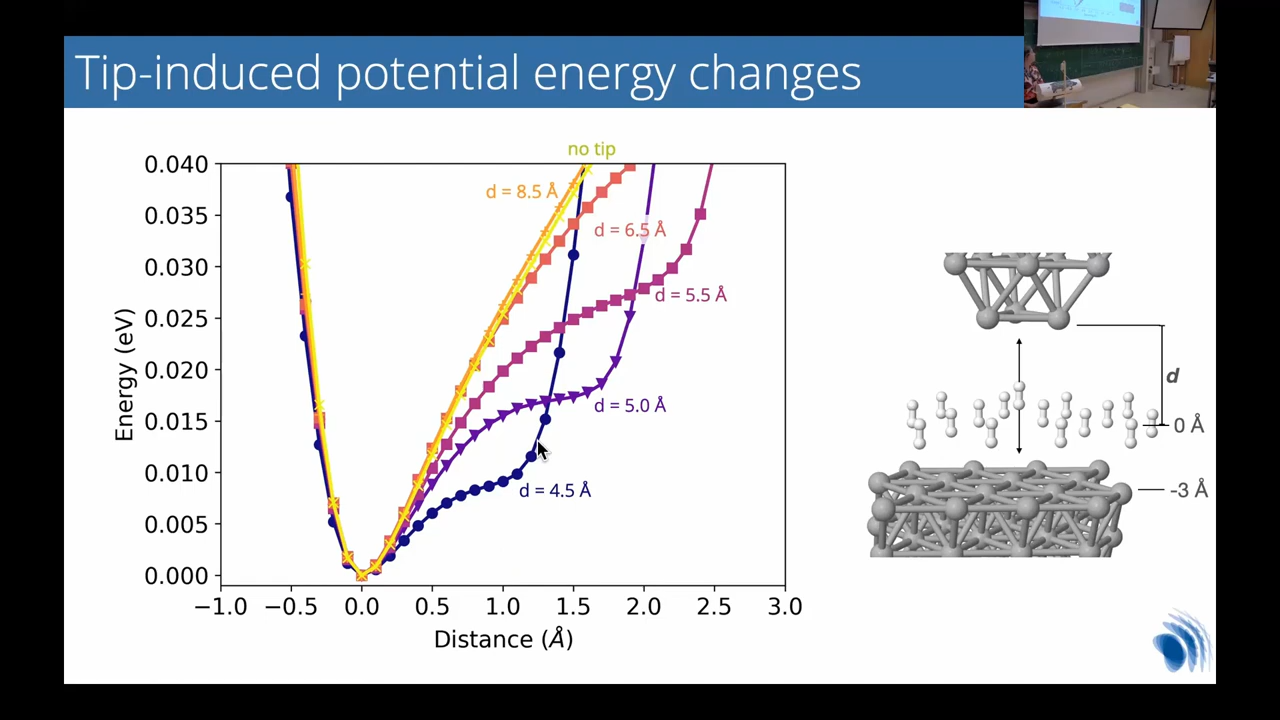 Tip-induced potential energy changes
no tip
d = 8.5 Å
d = 6.5 Å
d = 5.5 Å
d = 5.0 Å
d = 4.5 Å
0.040
0.035
0.030
0.025
0.020
0.015
0.010
0.005
0.000
Energy (eV)
−1.0 −0.5 0.0 0.5 1.0 1.5 2.0 2.5 3.0
Distance (Å)
d
0 Å
-3 Å